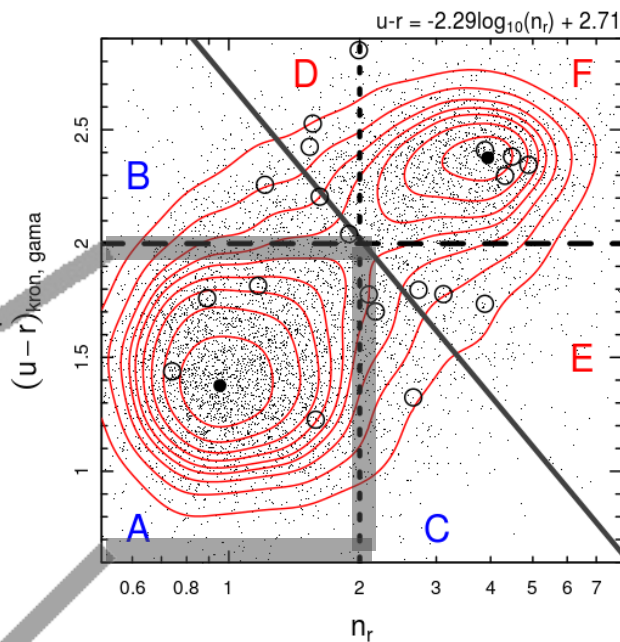 u-r = -2.29log₁₀(nᵣ) + 2.71
D
F
B
2.5
2
(u − r)kron, gama
1.5
E
1
A
C
0.6 0.8 1 2 3 4 5 6 7
nᵣ